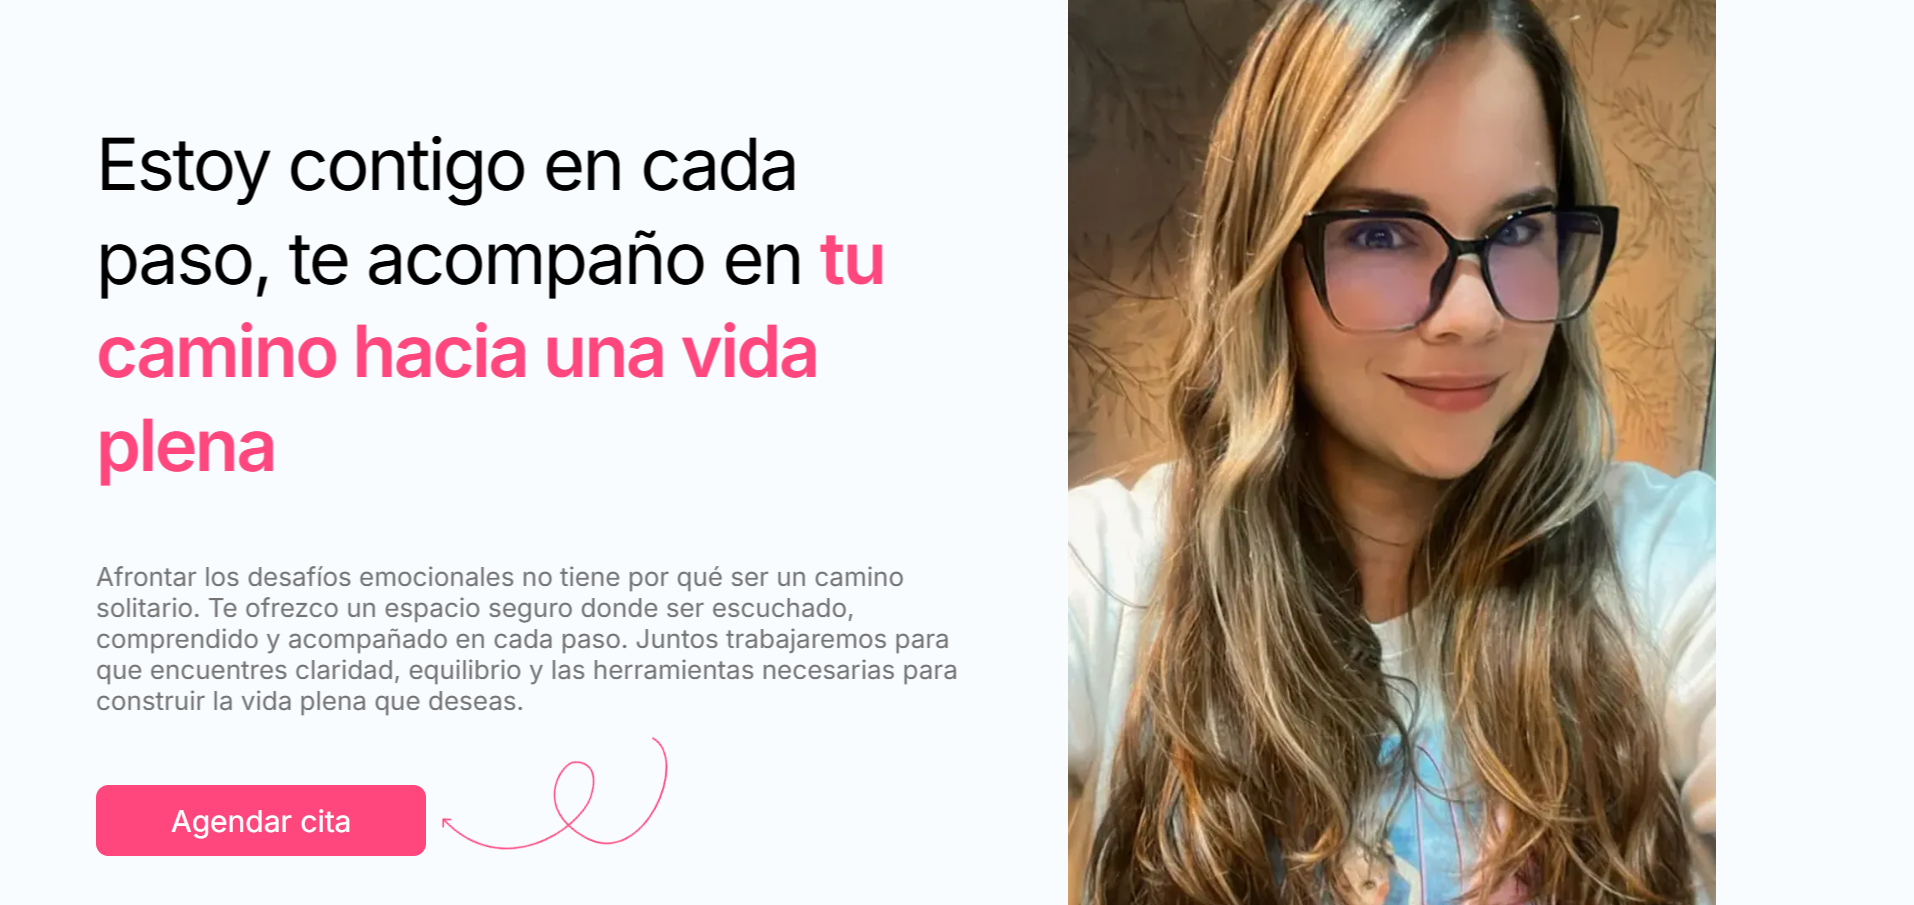 Estoy contigo en cada
paso, te acompaño en tu
camino hacia una vida
plena
Afrontar los desafíos emocionales no tiene por qué ser un camino
solitario. Te ofrezco un espacio seguro donde ser escuchado,
comprendido y acompañado en cada paso. Juntos trabajaremos para
que encuentres claridad, equilibrio y las herramientas necesarias para
construir la vida plena que deseas.
Agendar cita